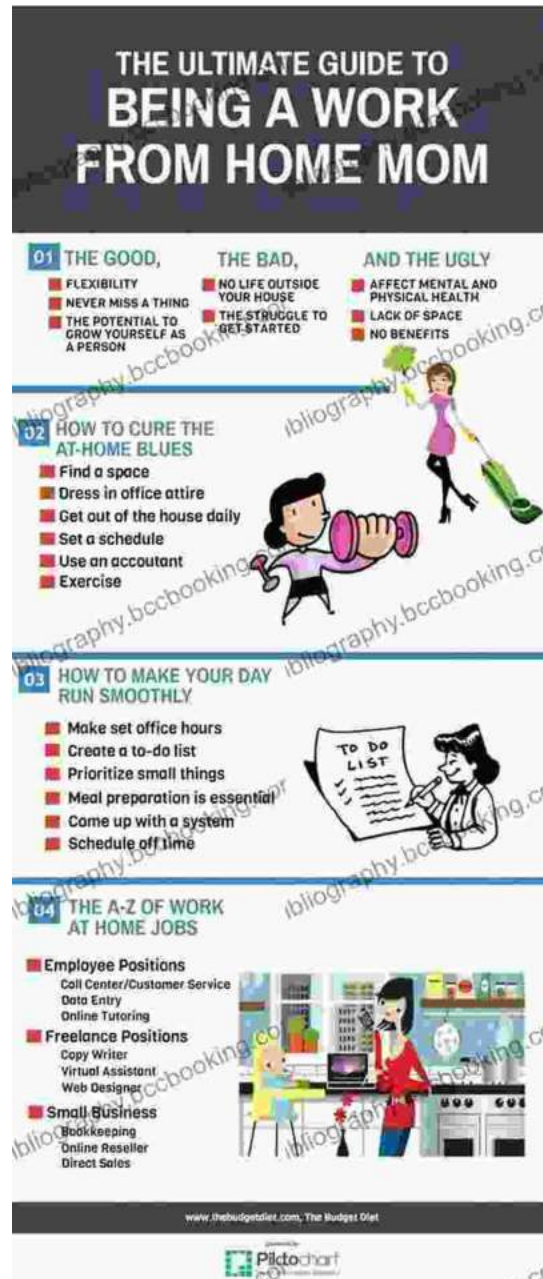 THE ULTIMATE GUIDE TO
BEING A WORK
FROM HOME MOM
01 THE GOOD,
FLEXIBILITY
NEVER MISS A THING
THE POTENTIAL TO
GROW YOURSELF AS
A PERSON
THE BAD,
NO LIFE OUTSIDE
YOUR HOUSE
THE STRUGGLE TO
GET STARTED
AND THE UGLY
AFFECT MENTAL AND
PHYSICAL HEALTH
LACK OF SPACE
NO BENEFITS
02 HOW TO CURE THE
AT-HOME BLUES
Find a space
Dress in office attire
Get out of the house daily
Set a schedule
Use an accoutant
Exercise
03 HOW TO MAKE YOUR DAY
RUN SMOOTHLY
Make set office hours
Create a to-do list
Prioritize small things
Meal preparation is essential
Come up with a system
Schedule off time
TO DO
LIST
04 THE A-Z OF WORK
AT HOME JOBS
Employee Positions
Call Center/Customer Service
Data Entry
Online Tutoring
Freelance Positions
Copy Writer
Virtual Assistant
Web Designer
Small Business
Bookkeeping
Online Reseller
Direct Sales
www.thebudgetdiet.com, The Budget Diet
powered by
Piktochart
ibliography.bccbooking.cor